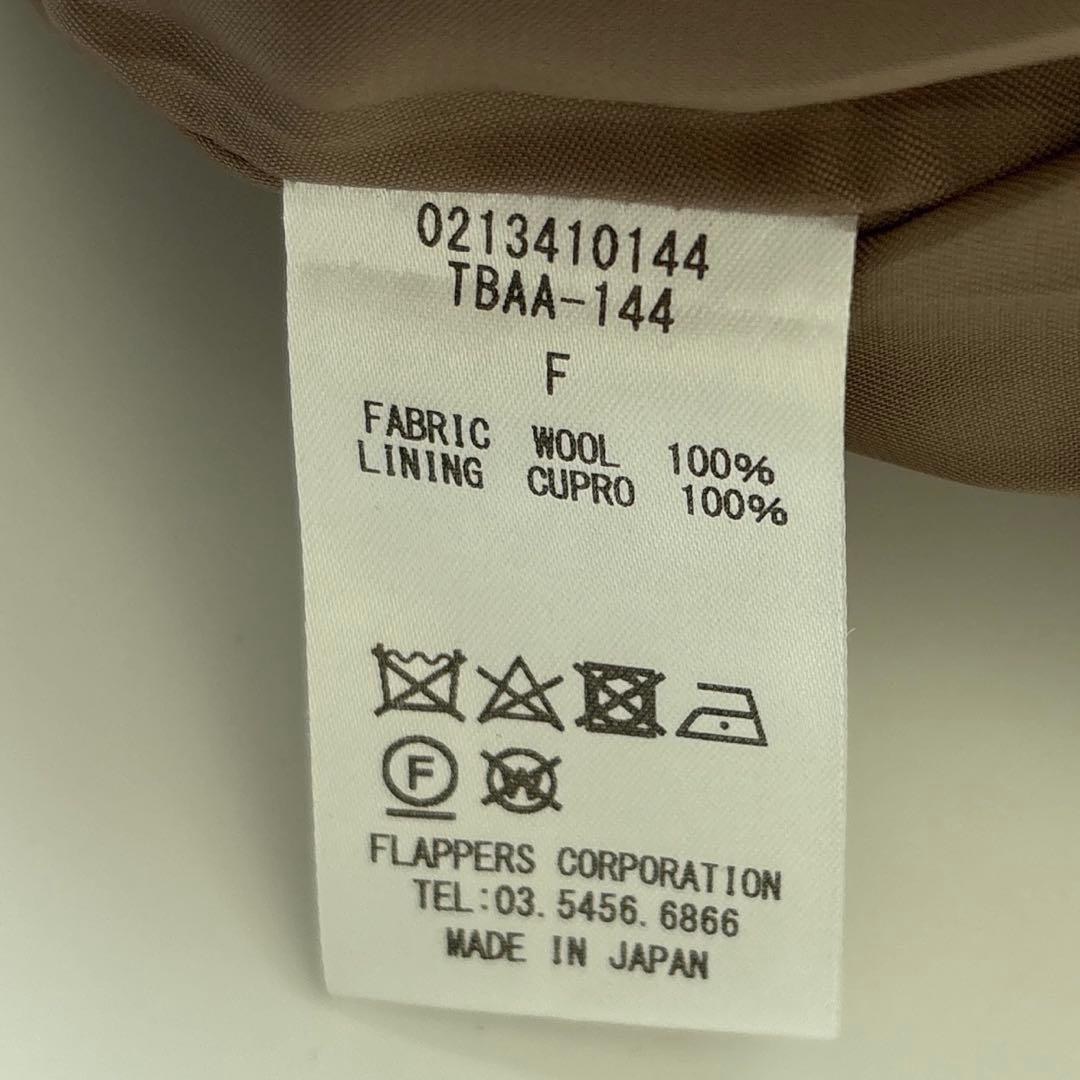 0213410144
TBAA-144
F
FABRIC WOOL 100%
LINING CUPRO 100%
F
W
FLAPPERS CORPORATION
TEL:03.5456.6866
MADE IN JAPAN